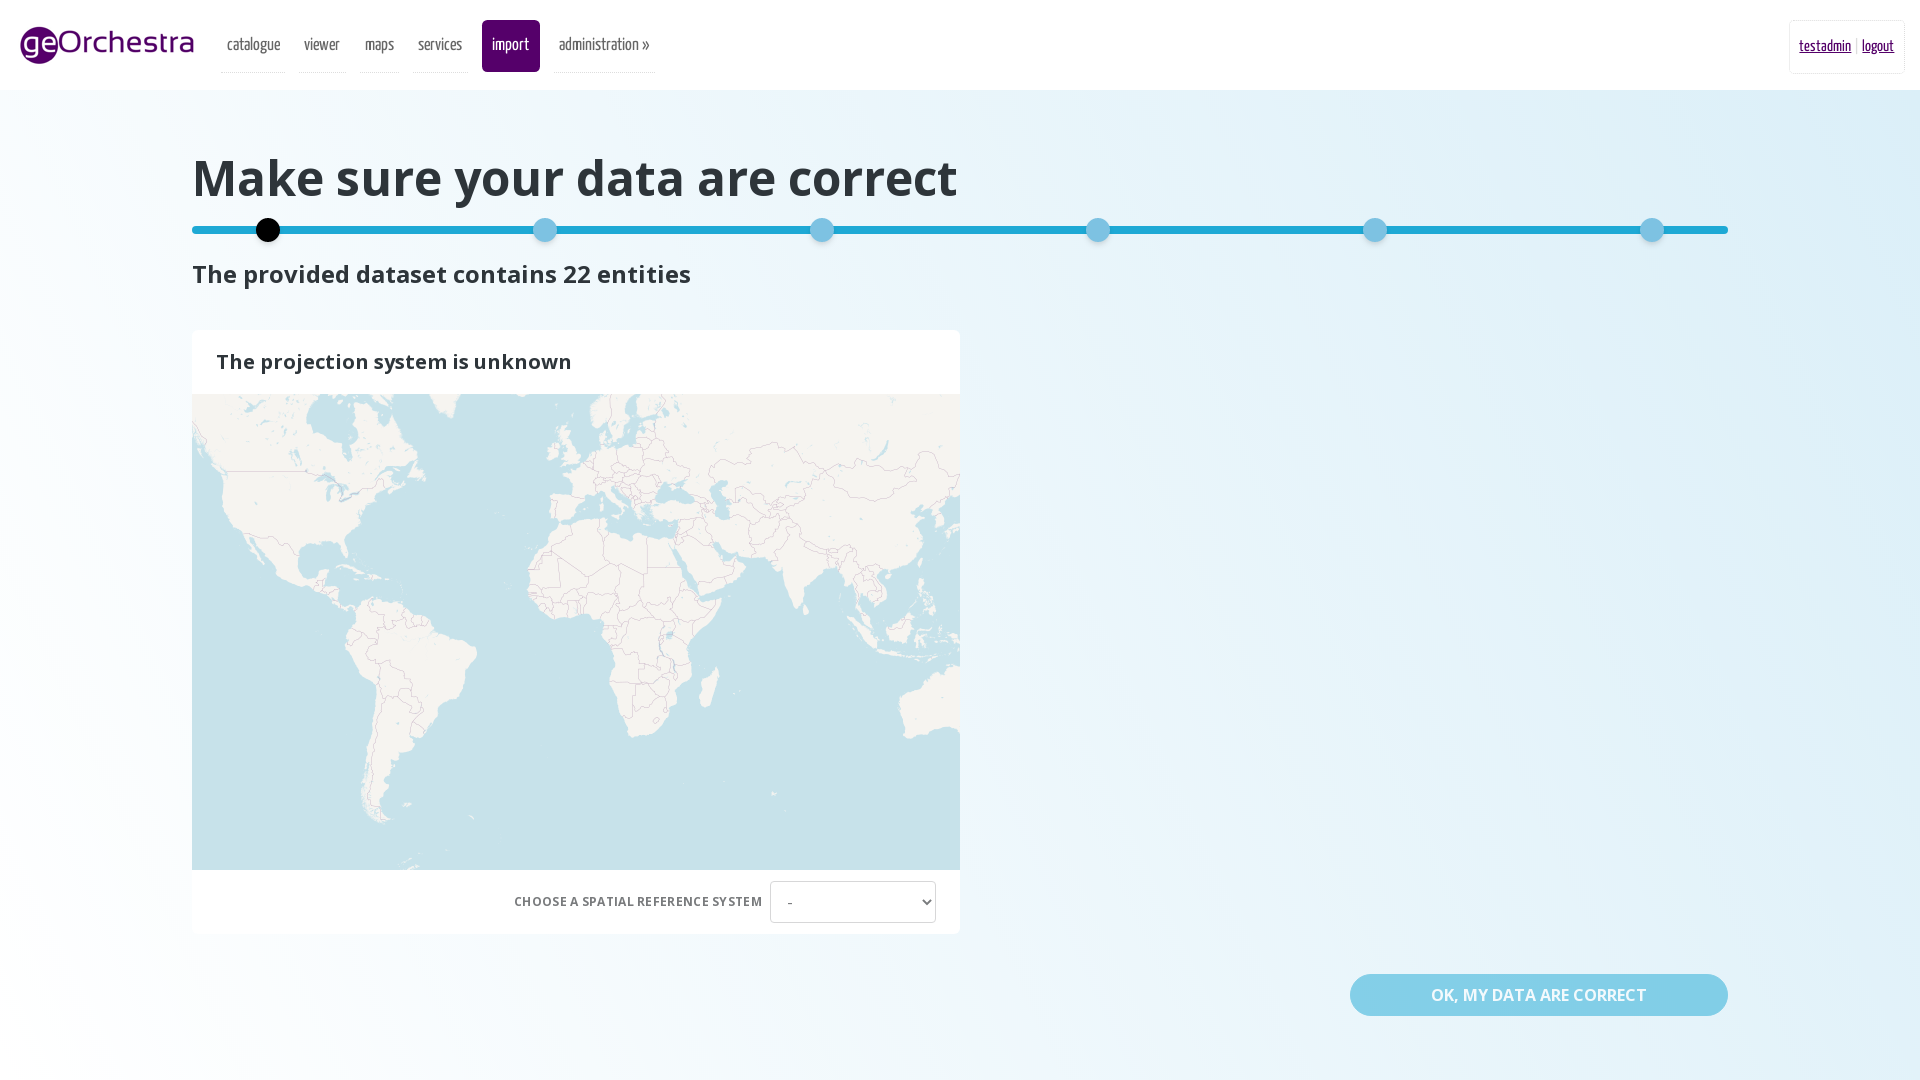 geOrchestra catalogue viewer maps services import administration » testadmin logout
Make sure your data are correct
The provided dataset contains 22 entities
The projection system is unknown
CHOOSE A SPATIAL REFERENCE SYSTEM -
OK, MY DATA ARE CORRECT